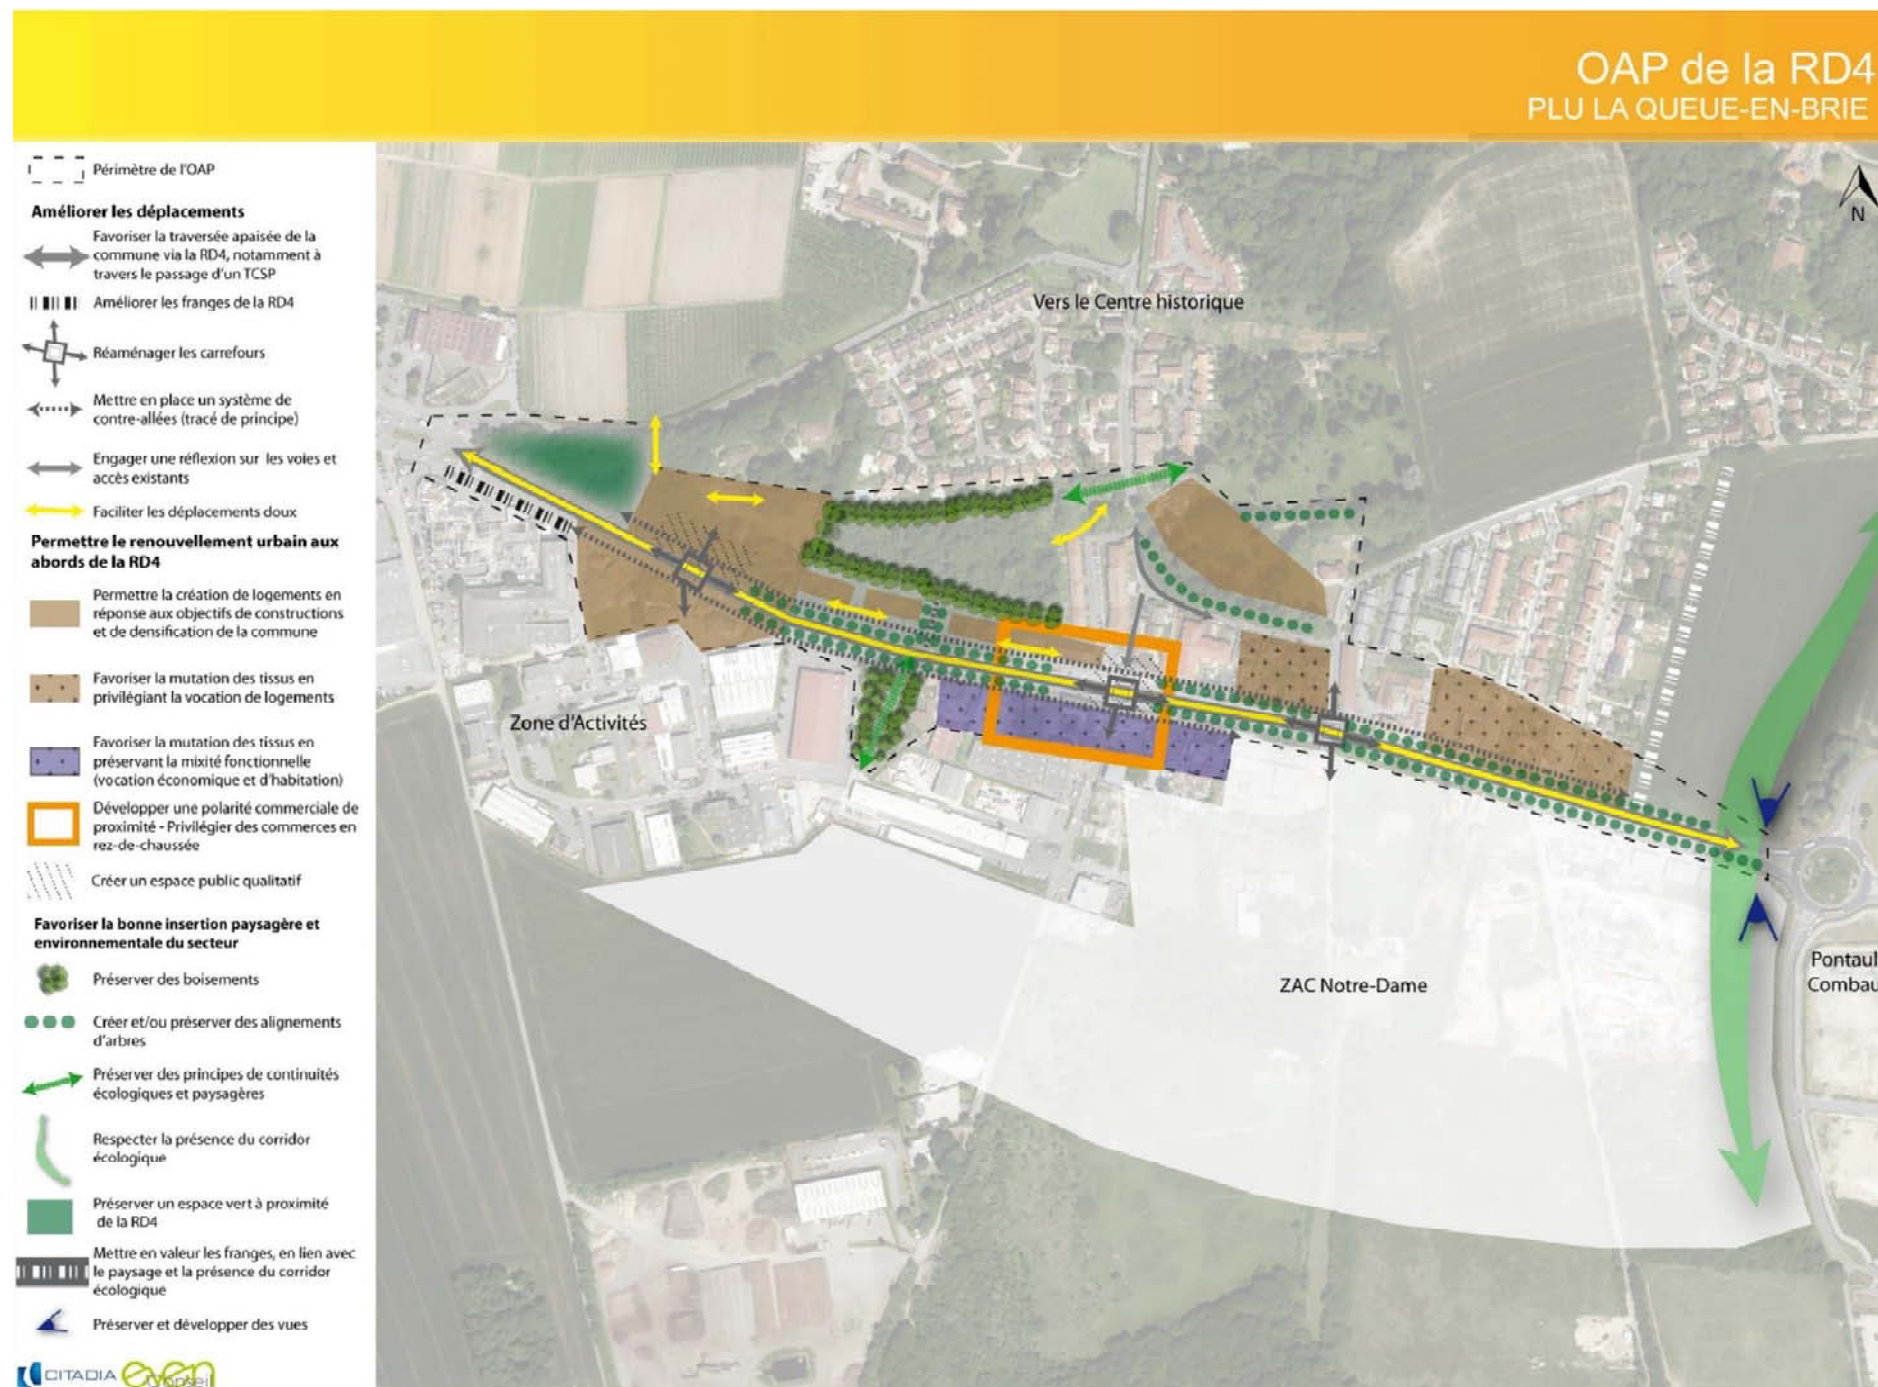 OAP de la RD4
PLU LA QUEUE-EN-BRIE
Périmètre de l'OAP
Améliorer les déplacements
Favoriser la traversée apaisée de la
commune via la RD4, notamment à
travers le passage d'un TCSP
Améliorer les franges de la RD4
Réaménager les carrefours
Mettre en place un système de
contre-allées (tracé de principe)
Engager une réflexion sur les voies et
accès existants
Faciliter les déplacements doux
Permettre le renouvellement urbain aux
abords de la RD4
Permettre la création de logements en
réponse aux objectifs de constructions
et de densification de la commune
Favoriser la mutation des tissus en
privilégiant la vocation de logements
Favoriser la mutation des tissus en
préservant la mixité fonctionnelle
(vocation économique et d'habitation)
Développer une polarité commerciale de
proximité - Privilégier des commerces en
rez-de-chaussée
Créer un espace public qualitatif
Favoriser la bonne insertion paysagère et
environnementale du secteur
Préserver des boisements
Créer et/ou préserver des alignements
d'arbres
Préserver des principes de continuités
écologiques et paysagères
Respecter la présence du corridor
écologique
Préserver un espace vert à proximité
de la RD4
Mettre en valeur les franges, en lien avec
le paysage et la présence du corridor
écologique
Préserver et développer des vues
CITADIA even
Conseil
N
Vers le Centre historique
Zone d'Activités
ZAC Notre-Dame
Pontaul
Combau